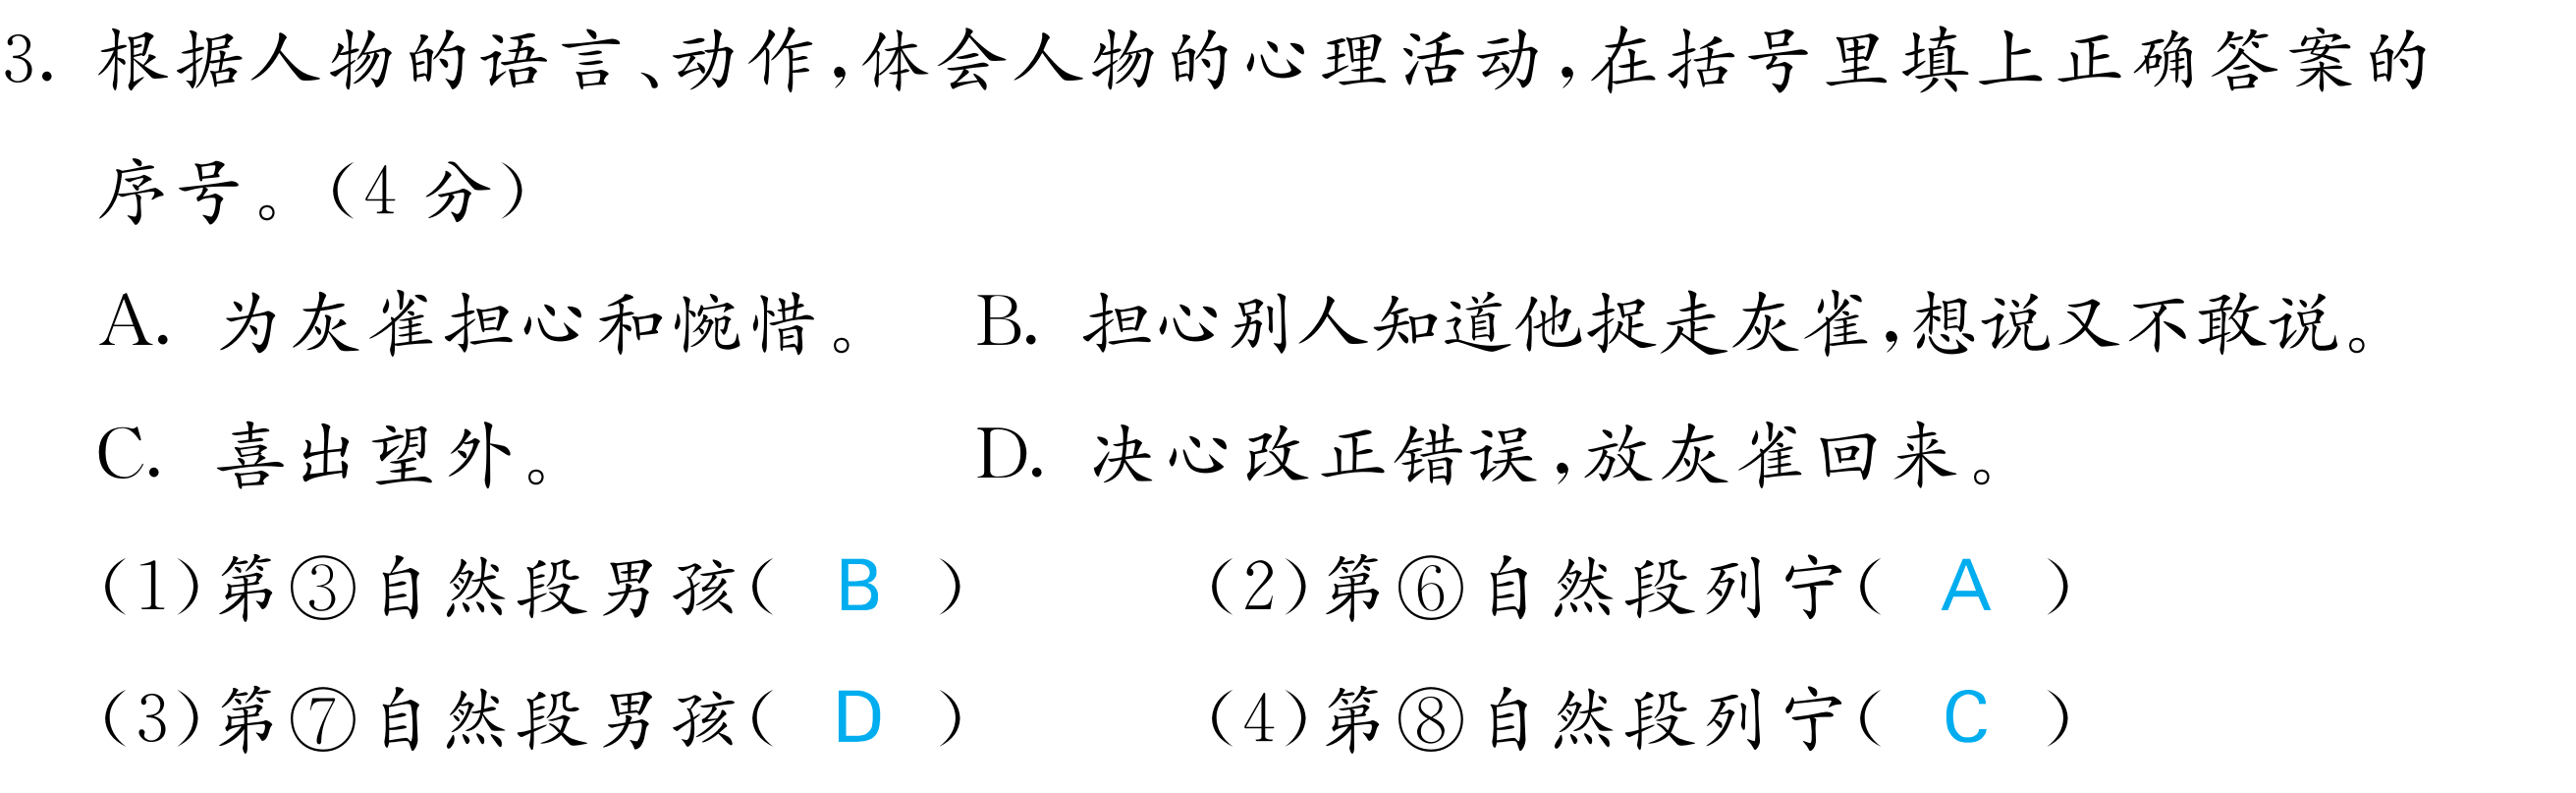 3. 根据人物的语言、动作,体会人物的心理活动,在括号里填上正确答案的
序号。(4 分)
A. 为灰雀担心和惋惜。 B. 担心别人知道他捉走灰雀,想说又不敢说。
C. 喜出望外。 D. 决心改正错误,放灰雀回来。
(1)第③自然段男孩( B ) (2)第⑥自然段列宁( A )
(3)第⑦自然段男孩( D ) (4)第⑧自然段列宁( C )